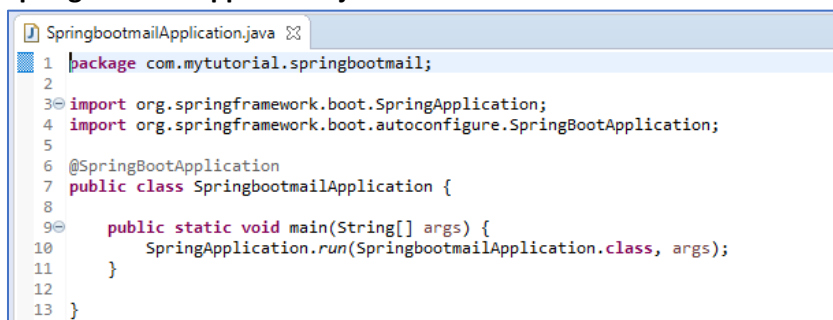 SpringbootmailApplication.java
1 package com.mytutorial.springbootmail;
2
3 import org.springframework.boot.SpringApplication;
4 import org.springframework.boot.autoconfigure.SpringBootApplication;
5
6 @SpringBootApplication
7 public class SpringbootmailApplication {
8
9     public static void main(String[] args) {
10         SpringApplication.run(SpringbootmailApplication.class, args);
11     }
12
13 }